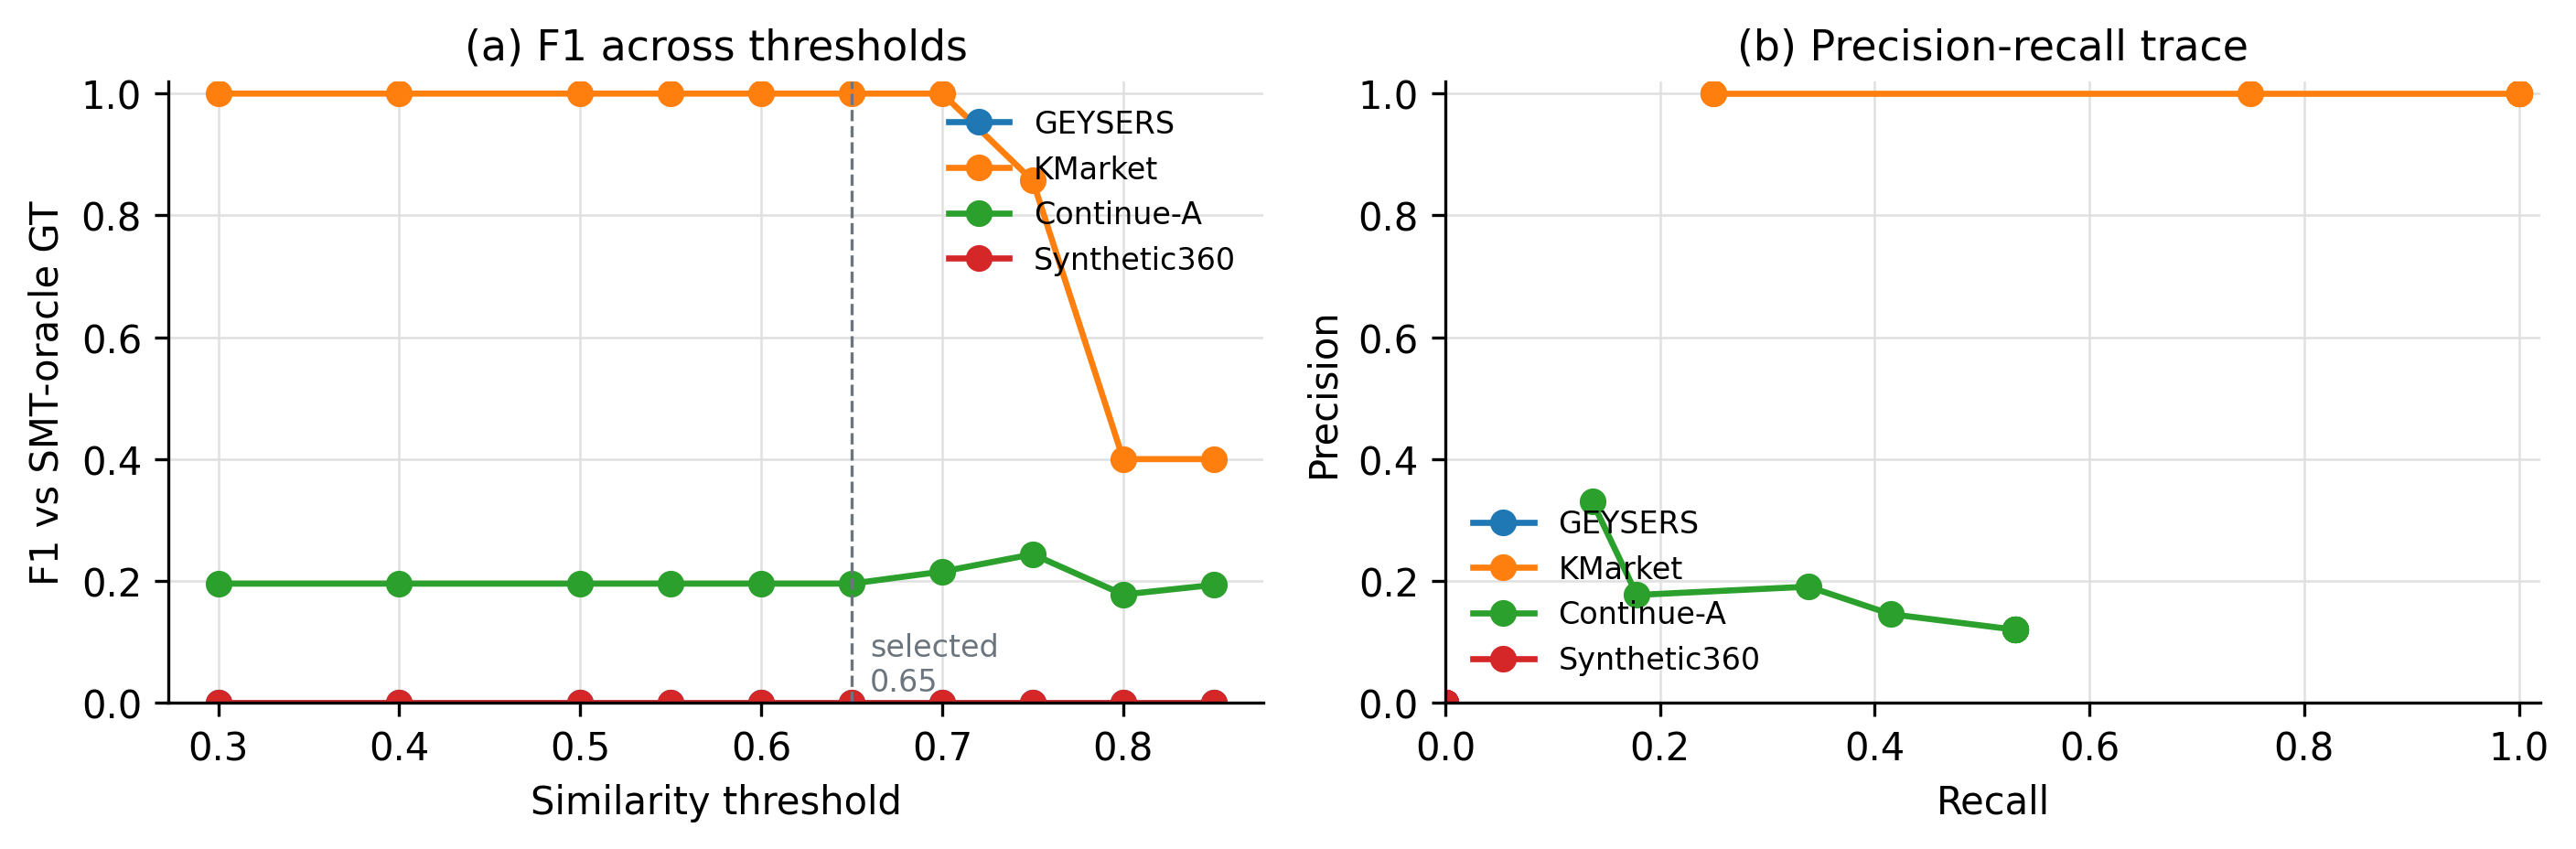 (a) F1 across thresholds
F1 vs SMT-oracle GT
1.0
0.8
0.6
0.4
0.2
0.0
GEYSERS
KMarket
Continue-A
Synthetic360
selected
0.65
0.3 0.4 0.5 0.6 0.7 0.8
Similarity threshold
(b) Precision-recall trace
Precision
1.0
0.8
0.6
0.4
0.2
0.0
GEYSERS
KMarket
Continue-A
Synthetic360
0.0 0.2 0.4 0.6 0.8 1.0
Recall